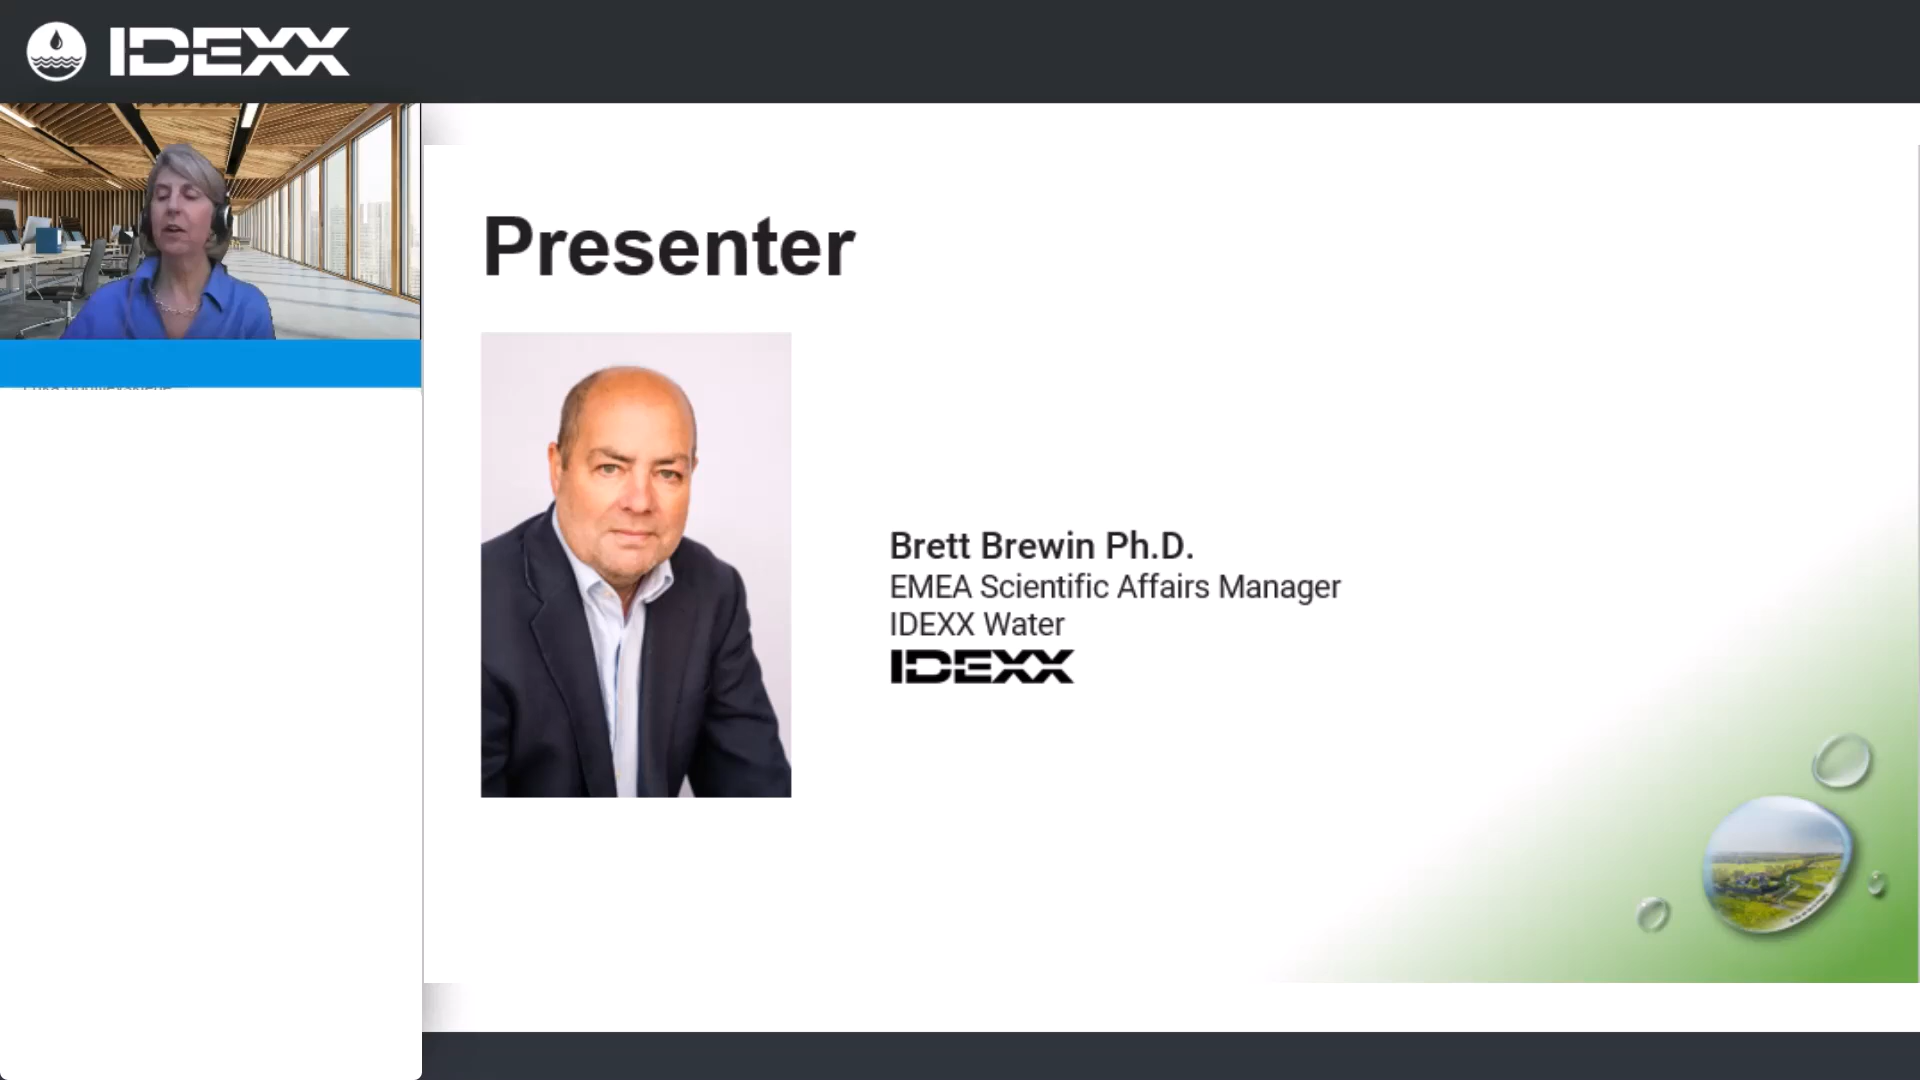 IDEXX
Presenter
Brett Brewin Ph.D.
EMEA Scientific Affairs Manager
IDEXX Water
IDEXX